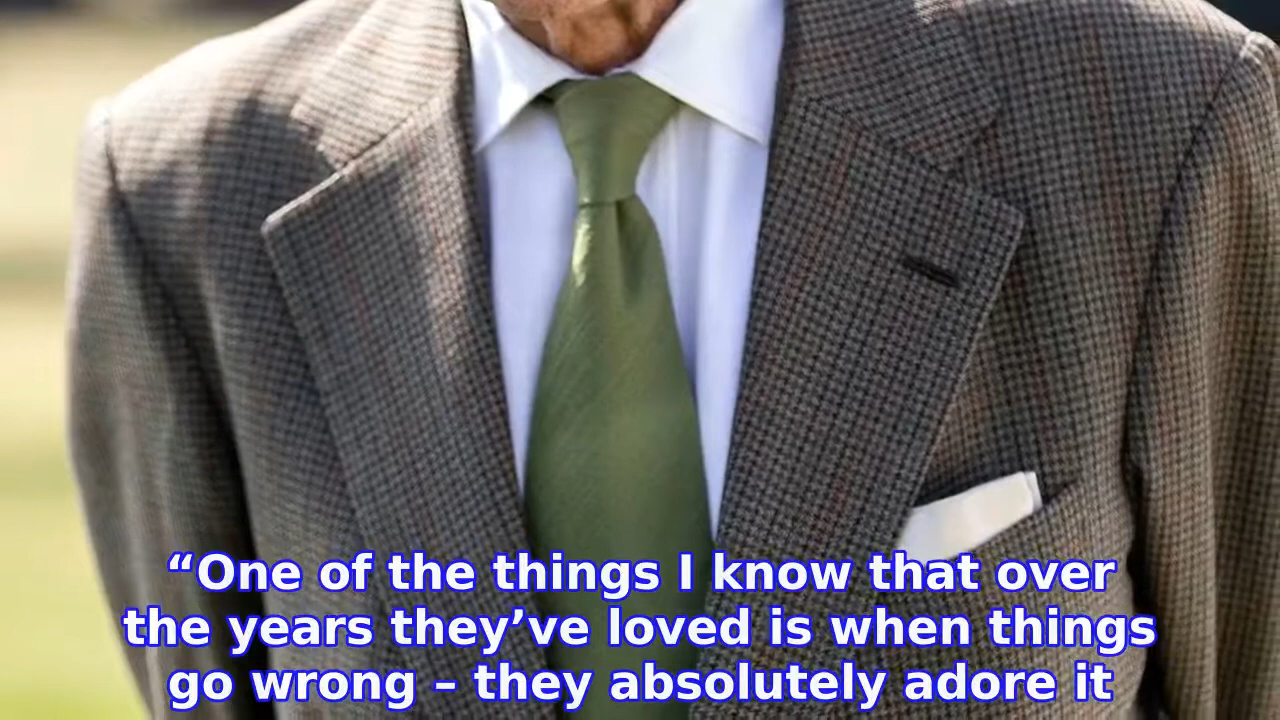 “One of the things I know that over
the years they’ve loved is when things
go wrong – they absolutely adore it